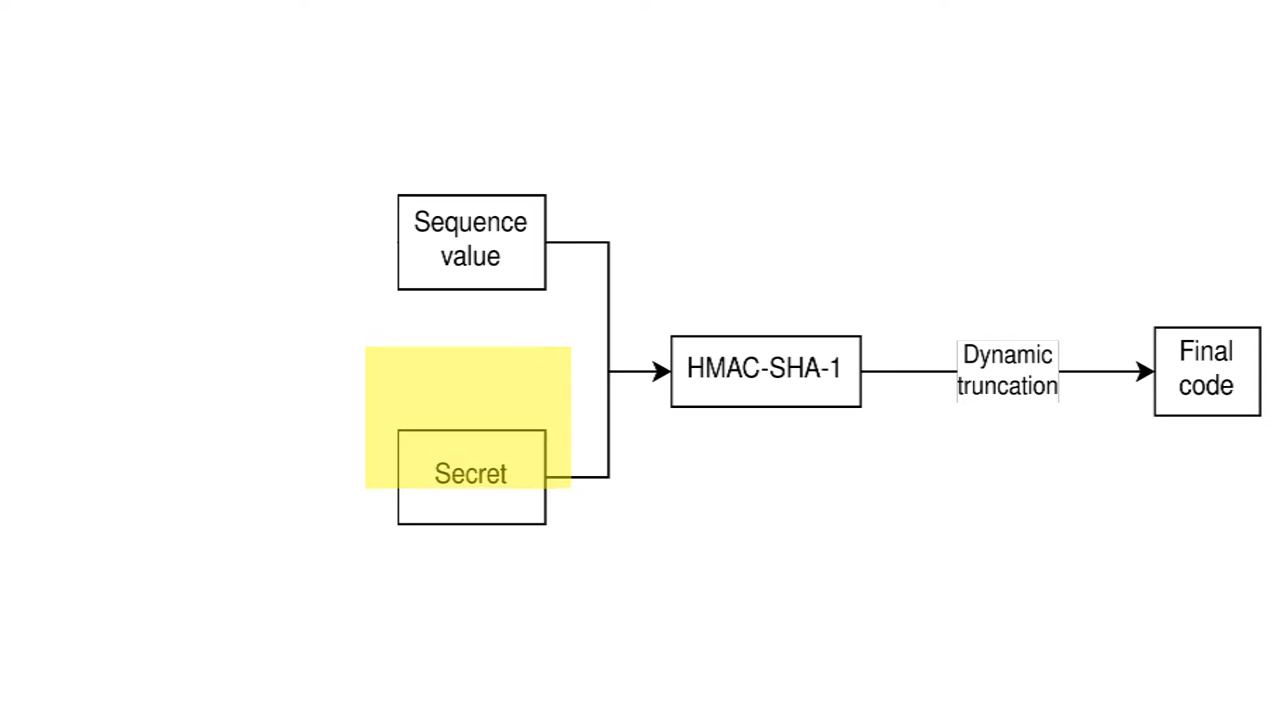 Sequence
value
Secret
HMAC-SHA-1
Dynamic
truncation
Final
code